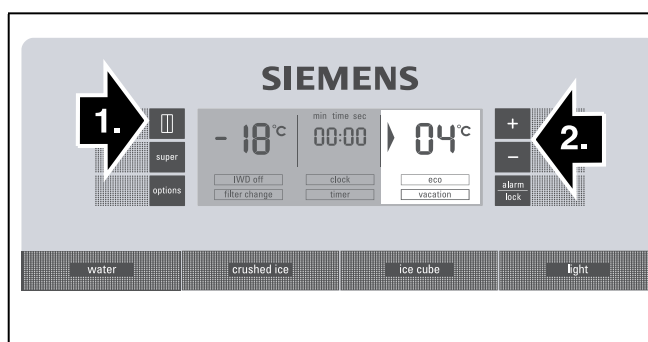 SIEMENS
1.
super
options
- 18°C
min time sec
00:00
04°C
IWD off
clock
eco
filter change
timer
vacation
+
−
alarm
lock
2.
water
crushed ice
ice cube
light